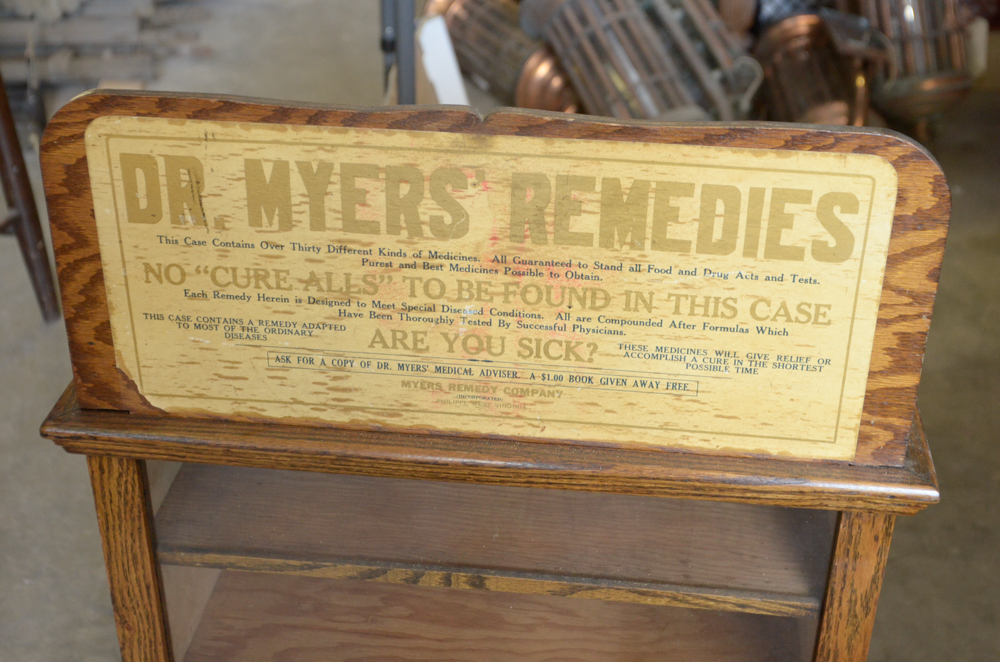 DR. MYERS' REMEDIES
This Case Contains Over Thirty Different Kinds of Medicines. All Guaranteed to Stand all Food and Drug Acts and Tests.
Purest and Best Medicines Possible to Obtain.
NO "CURE ALLS" TO BE FOUND IN THIS CASE
Each Remedy Herein is Designed to Meet Special Diseased Conditions. All are Compounded After Formulas Which
Have Been Thoroughly Tested By Successful Physicians.
THIS CASE CONTAINS A REMEDY ADAPTED
TO MOST OF THE ORDINARY
DISEASES
ARE YOU SICK?
THESE MEDICINES WILL GIVE RELIEF OR
ACCOMPLISH A CURE IN THE SHORTEST
POSSIBLE TIME
ASK FOR A COPY OF DR. MYERS' MEDICAL ADVISER. A $1.00 BOOK GIVEN AWAY FREE.
MYERS REMEDY COMPANY
(INCORPORATED)
PHILIPPI, WEST VIRGINIA